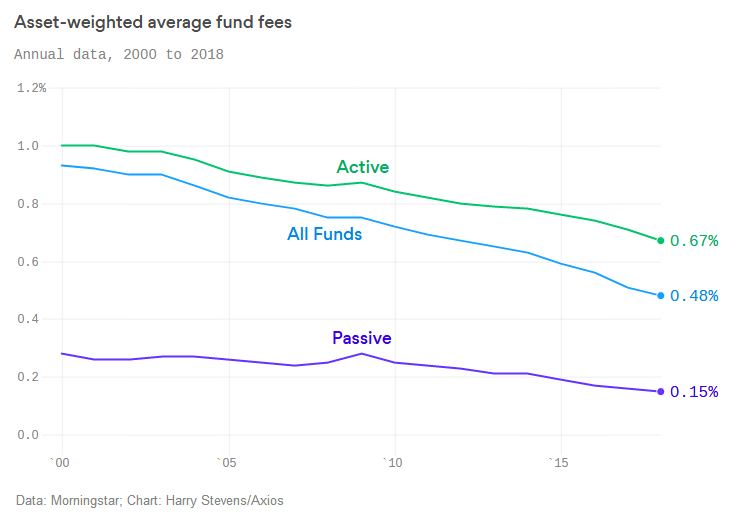 Asset-weighted average fund fees
Annual data, 2000 to 2018
1.2%
1.0
Active
0.8
All Funds
0.67%
0.6
0.48%
0.4
Passive
0.2
0.15%
0.0
`00
`05
`10
`15
Data: Morningstar; Chart: Harry Stevens/Axios